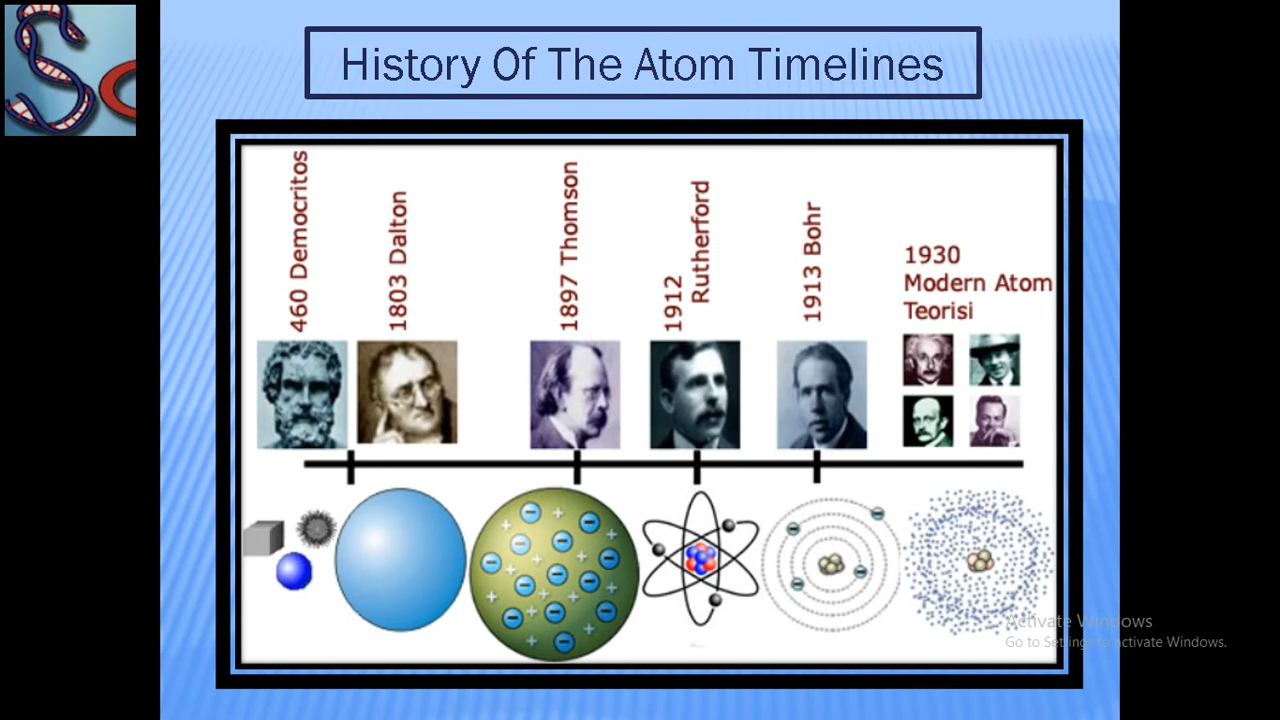 History Of The Atom Timelines
460 Democritos
1803 Dalton
1897 Thomson
1912
Rutherford
1913 Bohr
1930
Modern Atom
Teorisi
Activate Windows
Go to Settings to activate Windows.